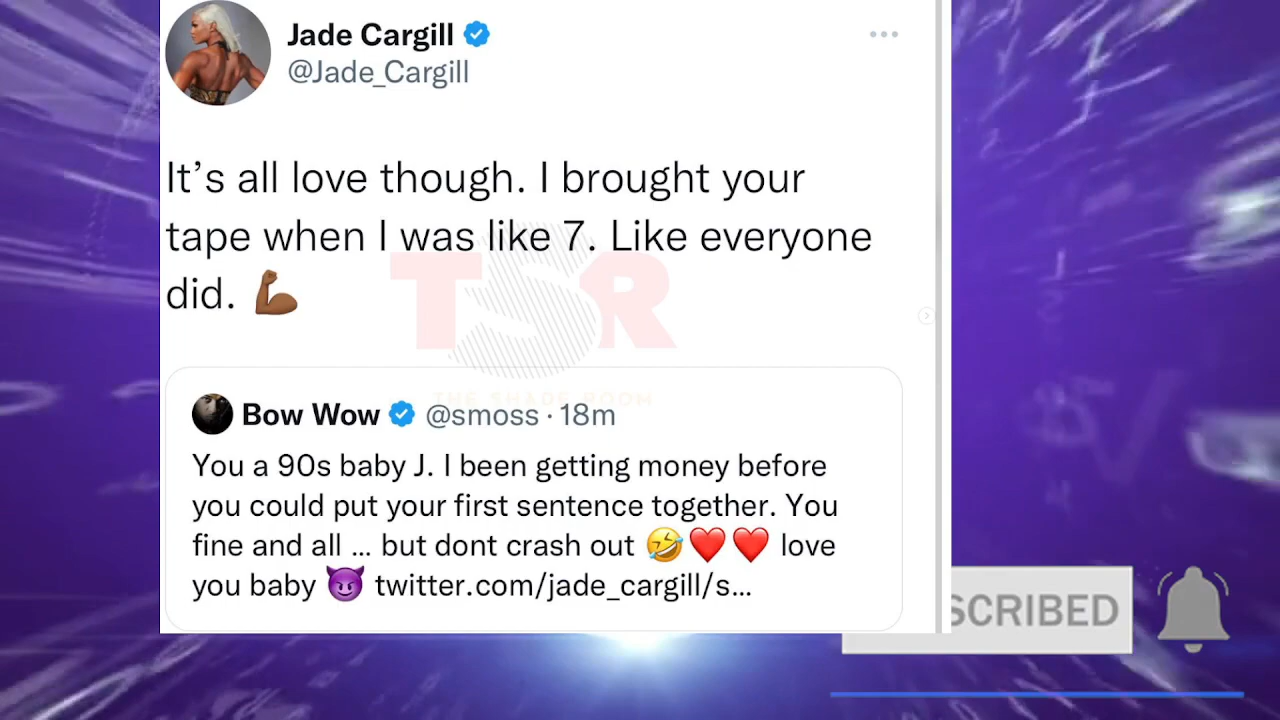 Jade Cargill
@Jade_Cargill
It’s all love though. I brought your
tape when I was like 7. Like everyone
did. 💪🏾
TSR
THE SHADE ROOM
Bow Wow @smoss · 18m
You a 90s baby J. I been getting money before
you could put your first sentence together. You
fine and all ... but dont crash out 🤣❤️❤️ love
you baby 😈 twitter.com/jade_cargill/s...
SCRIBED